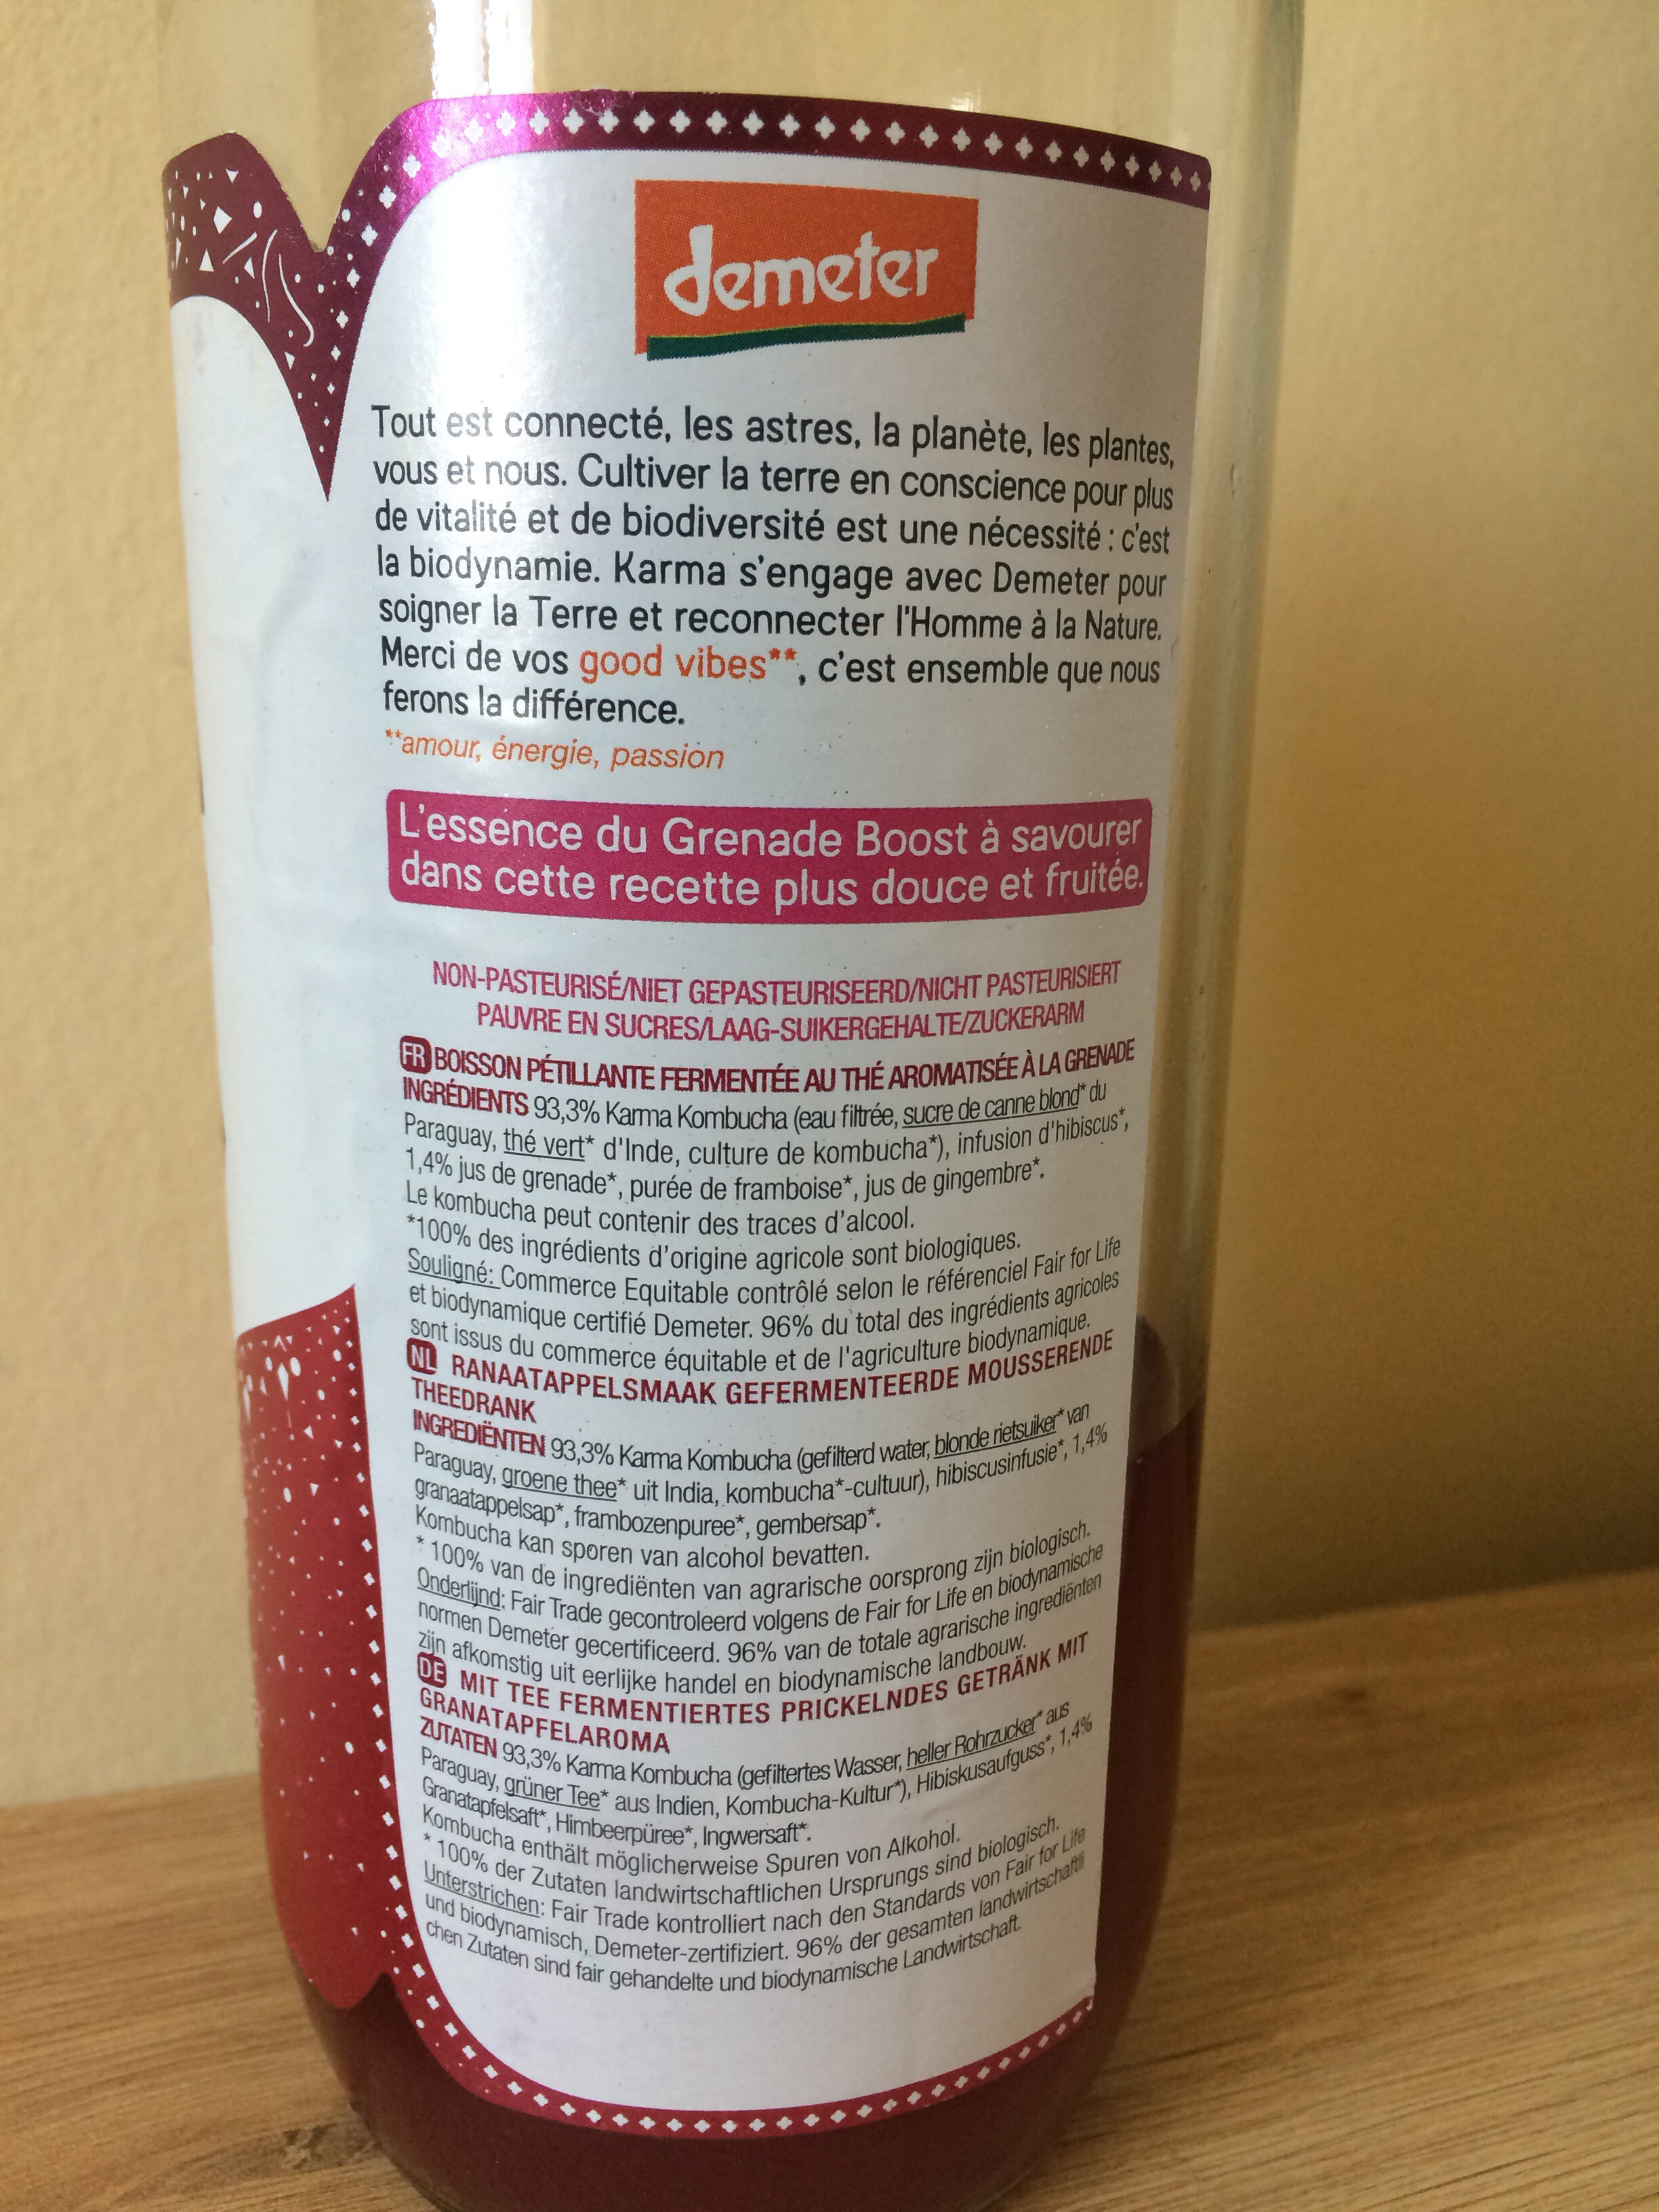 demeter
Tout est connecté, les astres, la planète, les plantes,
vous et nous. Cultiver la terre en conscience pour plus
de vitalité et de biodiversité est une nécessité : c'est
la biodynamie. Karma s'engage avec Demeter pour
soigner la Terre et reconnecter l'Homme à la Nature.
Merci de vos good vibes**, c'est ensemble que nous
ferons la différence.
**amour, énergie, passion
L'essence du Grenade Boost à savourer
dans cette recette plus douce et fruitée.
NON-PASTEURISÉ/NIET GEPASTEURISEERD/NICHT PASTEURISIERT
PAUVRE EN SUCRES/LAAG-SUIKERGEHALTE/ZUCKERARM
FR BOISSON PÉTILLANTE FERMENTÉE AU THÉ AROMATISÉE À LA GRENADE
INGRÉDIENTS 93,3% Karma Kombucha (eau filtrée, sucre de canne blond* du
Paraguay, thé vert* d'Inde, culture de kombucha*), infusion d'hibiscus*,
1,4% jus de grenade*, purée de framboise*, jus de gingembre*.
Le kombucha peut contenir des traces d'alcool.
*100% des ingrédients d'origine agricole sont biologiques.
Souligné: Commerce Equitable contrôlé selon le référenciel Fair for Life
et biodynamique certifié Demeter. 96% du total des ingrédients agricoles
sont issus du commerce équitable et de l'agriculture biodynamique.
NL RANAATAPPELSMAAK GEFERMENTEERDE MOUSSERENDE
THEEDRANK
INGREDIËNTEN 93,3% Karma Kombucha (gefilterd water, blonde rietsuiker* van
Paraguay, groene thee* uit India, kombucha*-cultuur), hibiscusinfusie*, 1,4%
granaatappelsap*, frambozenpuree*, gembersap*.
Kombucha kan sporen van alcohol bevatten.
* 100% van de ingrediënten van agrarische oorsprong zijn biologisch.
Onderlijnd: Fair Trade gecontroleerd volgens de Fair for Life en biodynamische
normen Demeter gecertificeerd. 96% van de totale agrarische ingrediënten
zijn afkomstig uit eerlijke handel en biodynamische landbouw.
DE MIT TEE FERMENTIERTES PRICKELNDES GETRÄNK MIT
GRANATAPFELAROMA
ZUTATEN 93,3% Karma Kombucha (gefiltertes Wasser, heller Rohrzucker* aus
Paraguay, grüner Tee* aus Indien, Kombucha-Kultur*), Hibiskusaufguss*, 1,4%
Granatapfelsaft*, Himbeerpüree*, Ingwersaft*.
Kombucha enthält möglicherweise Spuren von Alkohol.
* 100% der Zutaten landwirtschaftlichen Ursprungs sind biologisch.
Unterstrichen: Fair Trade kontrolliert nach den Standards von Fair for Life
und biodynamisch, Demeter-zertifiziert. 96% der gesamten landwirtschaftli
chen Zutaten sind fair gehandelte und biodynamische Landwirtschaft.